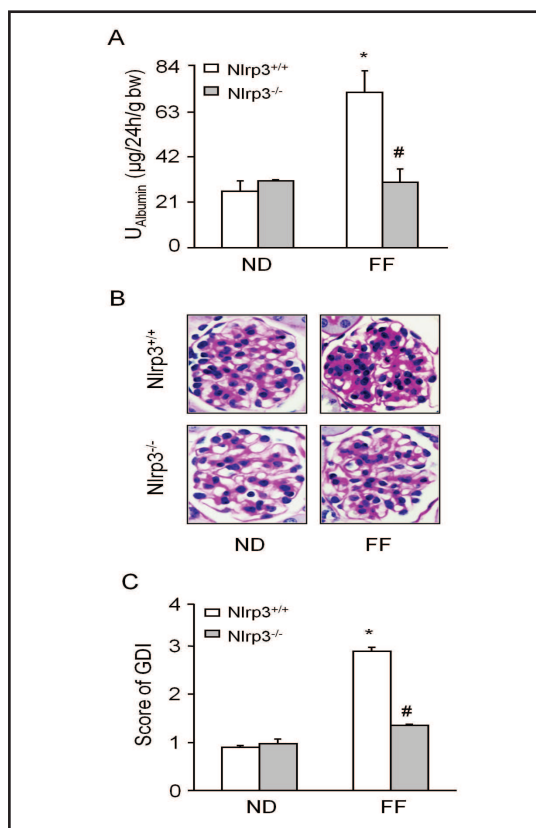 A
U Albumin (µg/24h/g bw)
84
63
42
21
0
Nlrp3+/+
Nlrp3-/-
*
#
ND FF
B
Nlrp3+/+
Nlrp3-/-
ND FF
C
Score of GDI
4
3
2
1
0
Nlrp3+/+
Nlrp3-/-
*
#
ND FF